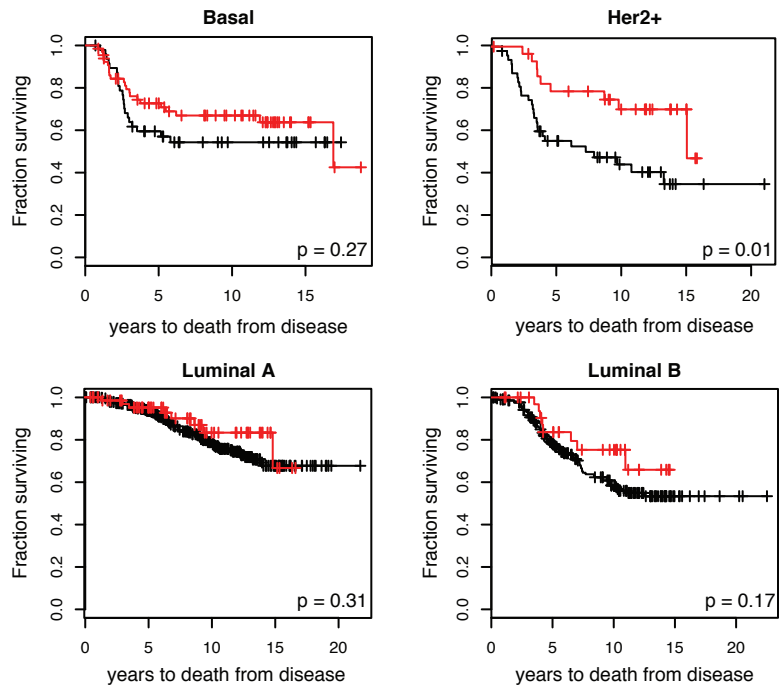 Basal
Fraction surviving
1.0
0.8
0.6
0.4
0.2
0.0
p = 0.27
0 5 10 15
years to death from disease
Her2+
Fraction surviving
1.0
0.8
0.6
0.4
0.2
0.0
p = 0.01
0 5 10 15 20
years to death from disease
Luminal A
Fraction surviving
1.0
0.8
0.6
0.4
0.2
0.0
p = 0.31
0 5 10 15 20
years to death from disease
Luminal B
Fraction surviving
1.0
0.8
0.6
0.4
0.2
0.0
p = 0.17
0 5 10 15 20
years to death from disease